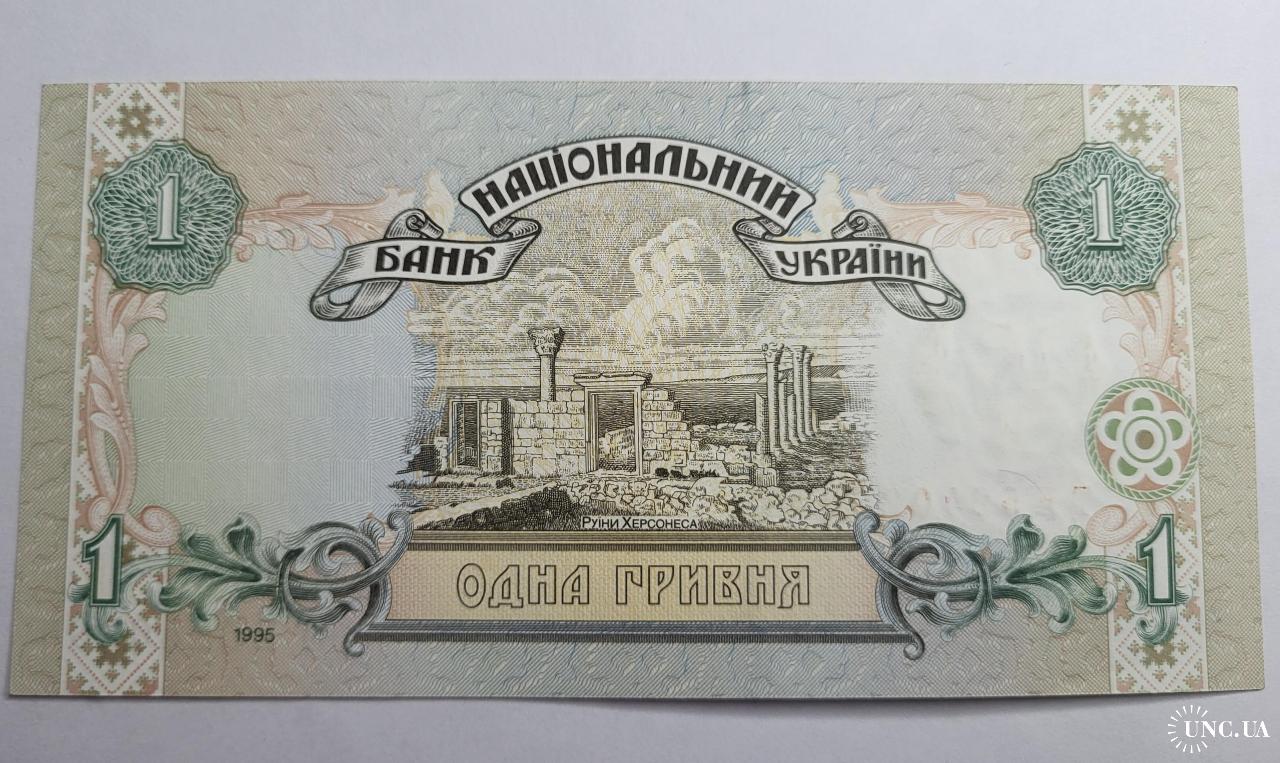 НАЦІОНАЛЬНИЙ
БАНК УКРАЇНИ
1 1
РУЇНИ ХЕРСОНЕСА
1 1
ОДНА ГРИВНЯ
1995
UNC.UA